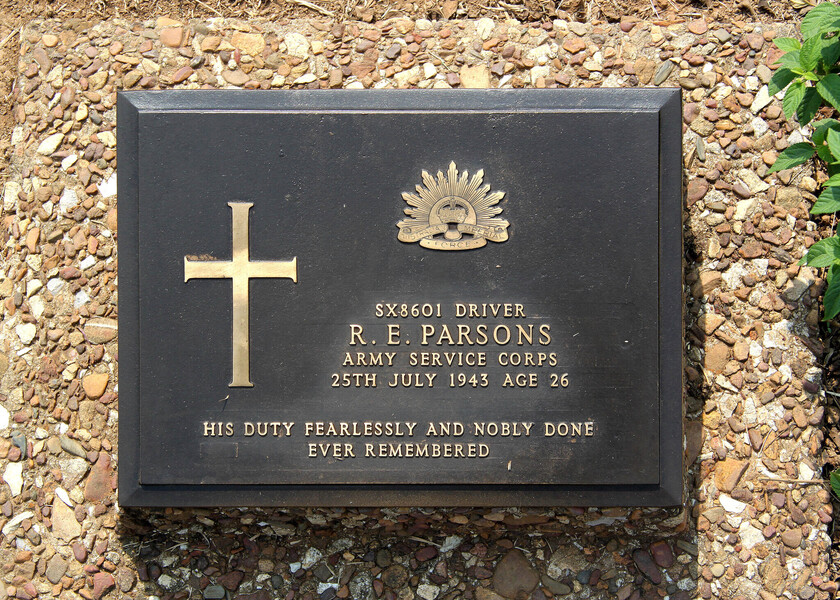 FORCE
SX8601 DRIVER
R. E. PARSONS
ARMY SERVICE CORPS
25TH JULY 1943 AGE 26
HIS DUTY FEARLESSLY AND NOBLY DONE
EVER REMEMBERED